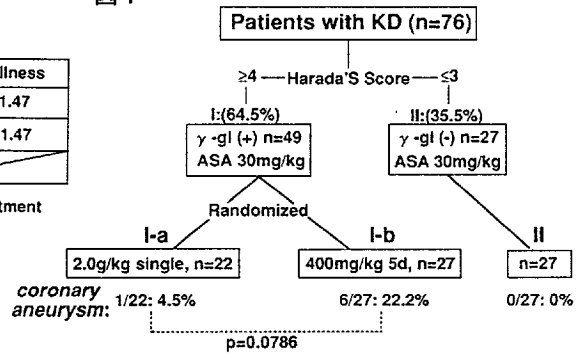 図1
Patients with KD (n=76)
llness
1.47
1.47
tment
≥4 Harada'S Score ≤3
I:(64.5%) II:(35.5%)
γ -gl (+) n=49 γ -gl (-) n=27
ASA 30mg/kg ASA 30mg/kg
Randomized
I-a I-b II
2.0g/kg single, n=22 400mg/kg 5d, n=27 n=27
coronary
aneurysm: 1/22: 4.5% 6/27: 22.2% 0/27: 0%
p=0.0786